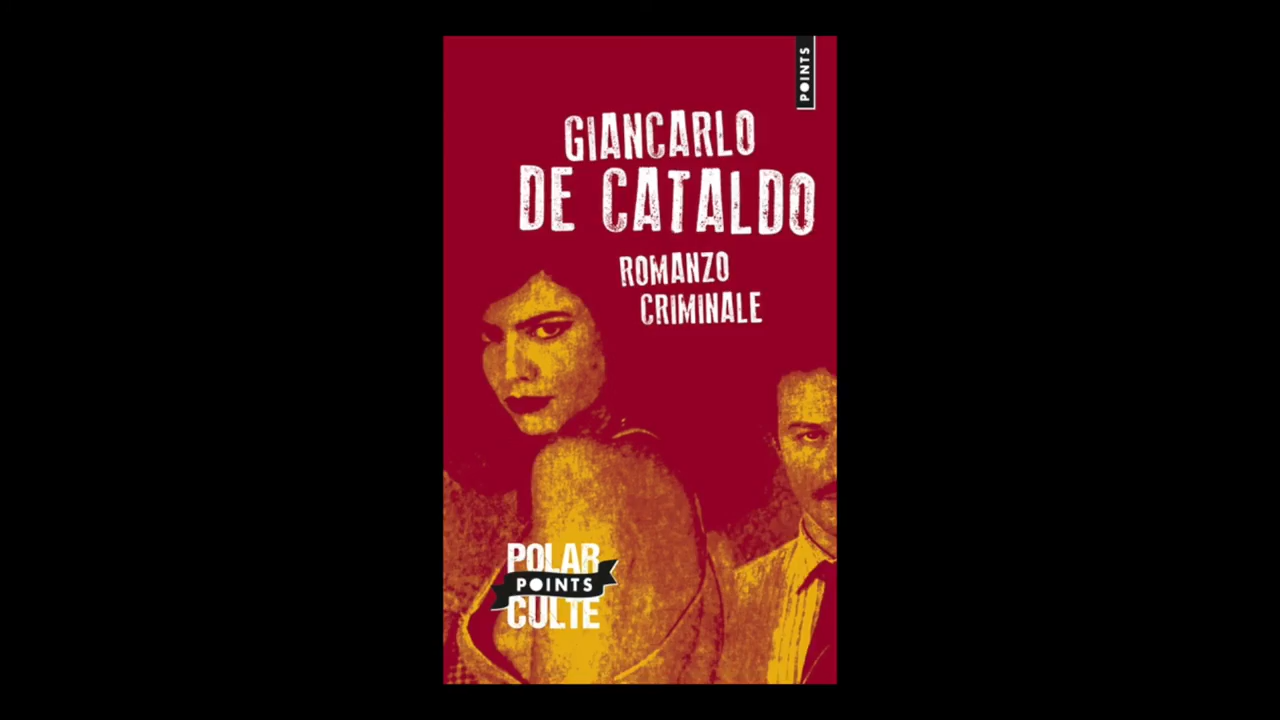 POINTS
GIANCARLO
DE CATALDO
ROMANZO
CRIMINALE
POLAR
POINTS
CULTE